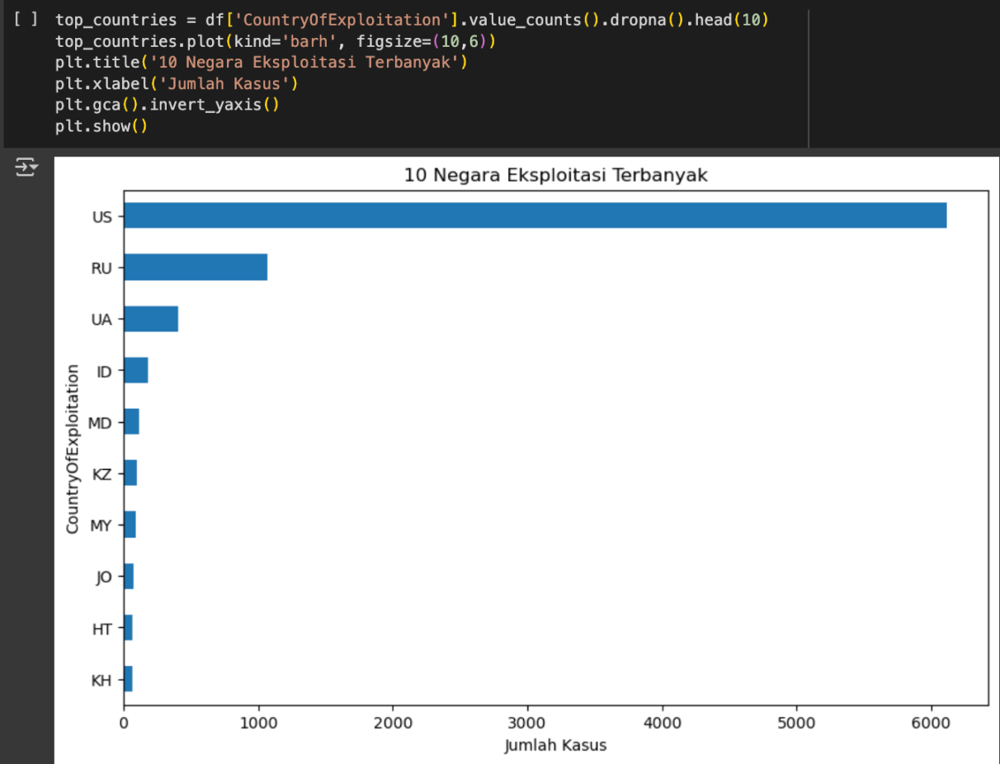 [ ] top_countries = df['CountryOfExploitation'].value_counts().dropna().head(10)
top_countries.plot(kind='barh', figsize=(10,6))
plt.title('10 Negara Eksploitasi Terbanyak')
plt.xlabel('Jumlah Kasus')
plt.gca().invert_yaxis()
plt.show()
10 Negara Eksploitasi Terbanyak
US
RU
UA
ID
MD
KZ
MY
JO
HT
KH
CountryOfExploitation
0 1000 2000 3000 4000 5000 6000
Jumlah Kasus